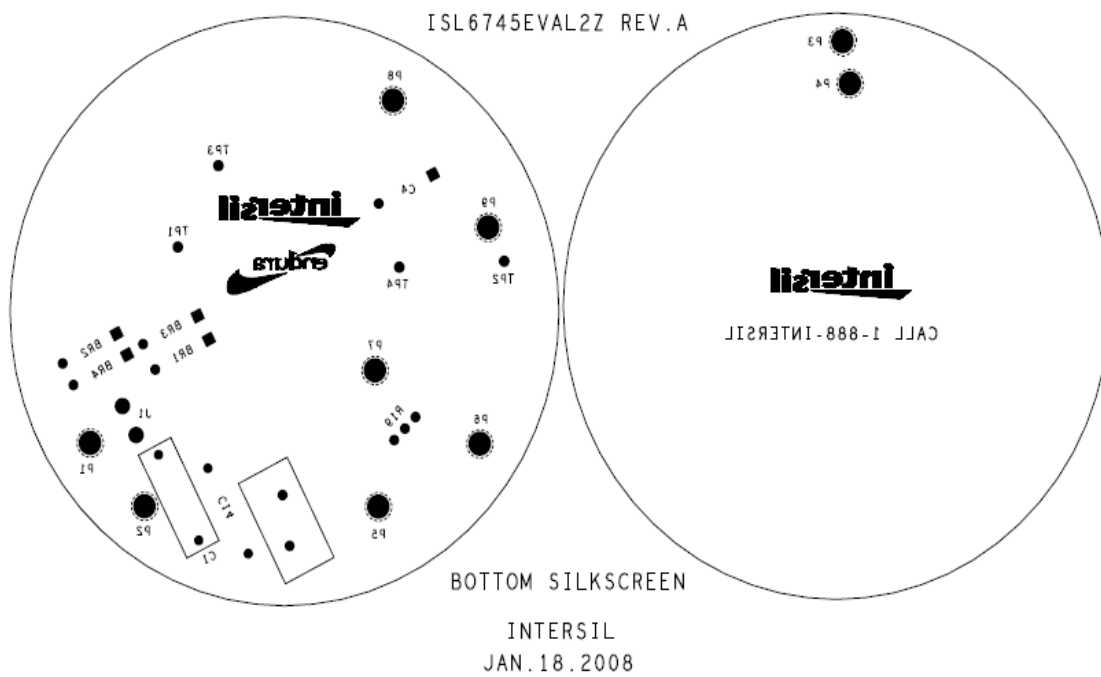 ISL6745EVAL2Z REV.A
P8
TP3
C4
intersil
P9
TP1
endura
TP4
TP2
BR3
BR2
BR1
BR4
P7
J1
R19
P6
P1
C14
P2
C1
P5
P3
P4
intersil
CALL 1-888-INTERSIL
BOTTOM SILKSCREEN
INTERSIL
JAN.18.2008